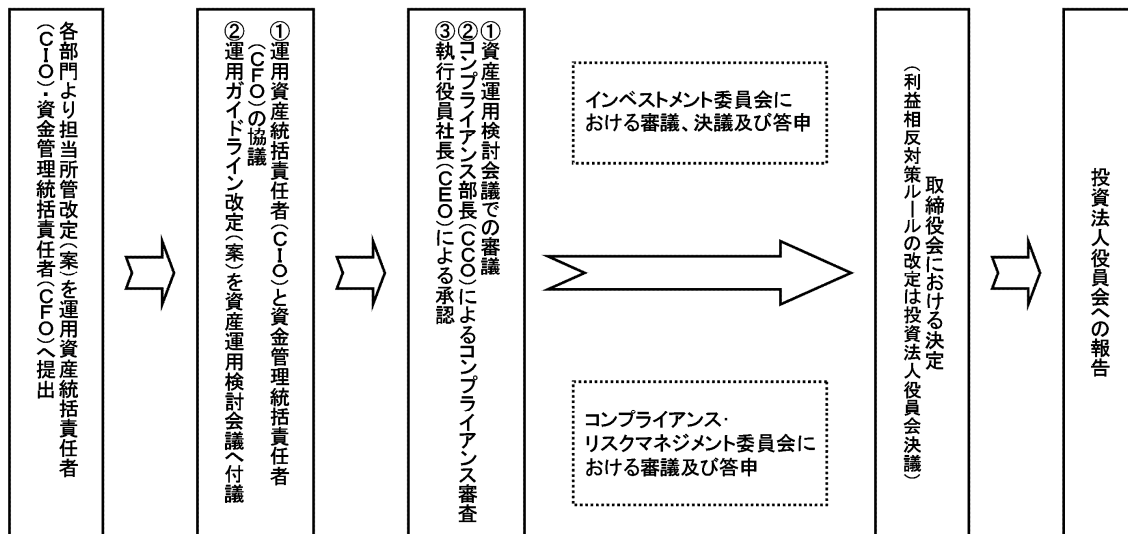 各部門より担当所管改定(案)を運用資産統括責任者
(CIO)・資金管理統括責任者(CFO)へ提出
①運用資産統括責任者(CIO)と資金管理統括責任者
(CFO)の協議
②運用ガイドライン改定(案)を資産運用検討会議へ付議
①資産運用検討会議での審議
②コンプライアンス部長(CCO)によるコンプライアンス審査
③執行役員社長(CEO)による承認
インベストメント委員会に
おける審議、決議及び答申
コンプライアンス・
リスクマネジメント委員会に
おける審議及び答申
取締役会における決定
(利益相反対策ルールの改定は投資法人役員会決議)
投資法人役員会への報告